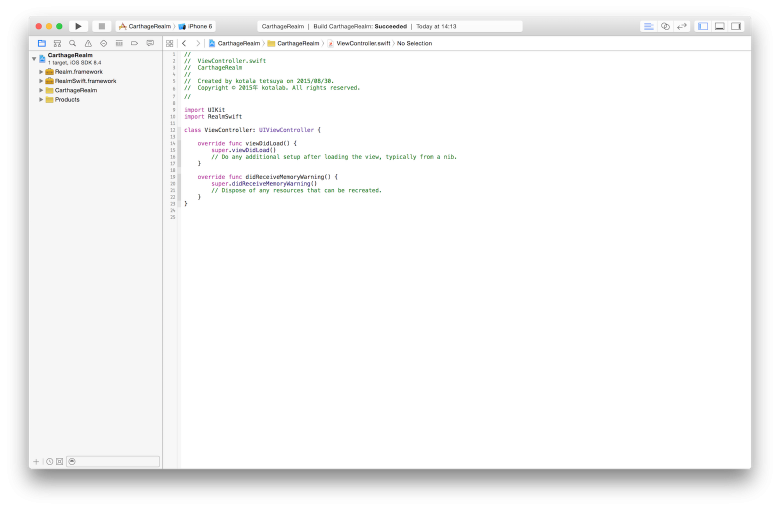 CarthageRealm
iPhone 6
CarthageRealm | Build CarthageRealm: Succeeded | Today at 14:13
CarthageRealm
CarthageRealm
ViewController.swift
No Selection
CarthageRealm
1 target, iOS SDK 8.4
Realm.framework
RealmSwift.framework
CarthageRealm
Products
1 //
2 // ViewController.swift
3 // CarthageRealm
4 //
5 // Created by kotala tetsuya on 2015/08/30.
6 // Copyright © 2015年 kotalab. All rights reserved.
7 //
8
9 import UIKit
10 import RealmSwift
11
12 class ViewController: UIViewController {
13
14 override func viewDidLoad() {
15 super.viewDidLoad()
16 // Do any additional setup after loading the view, typically from a nib.
17 }
18
19 override func didReceiveMemoryWarning() {
20 super.didReceiveMemoryWarning()
21 // Dispose of any resources that can be recreated.
22 }
23 }
24
25